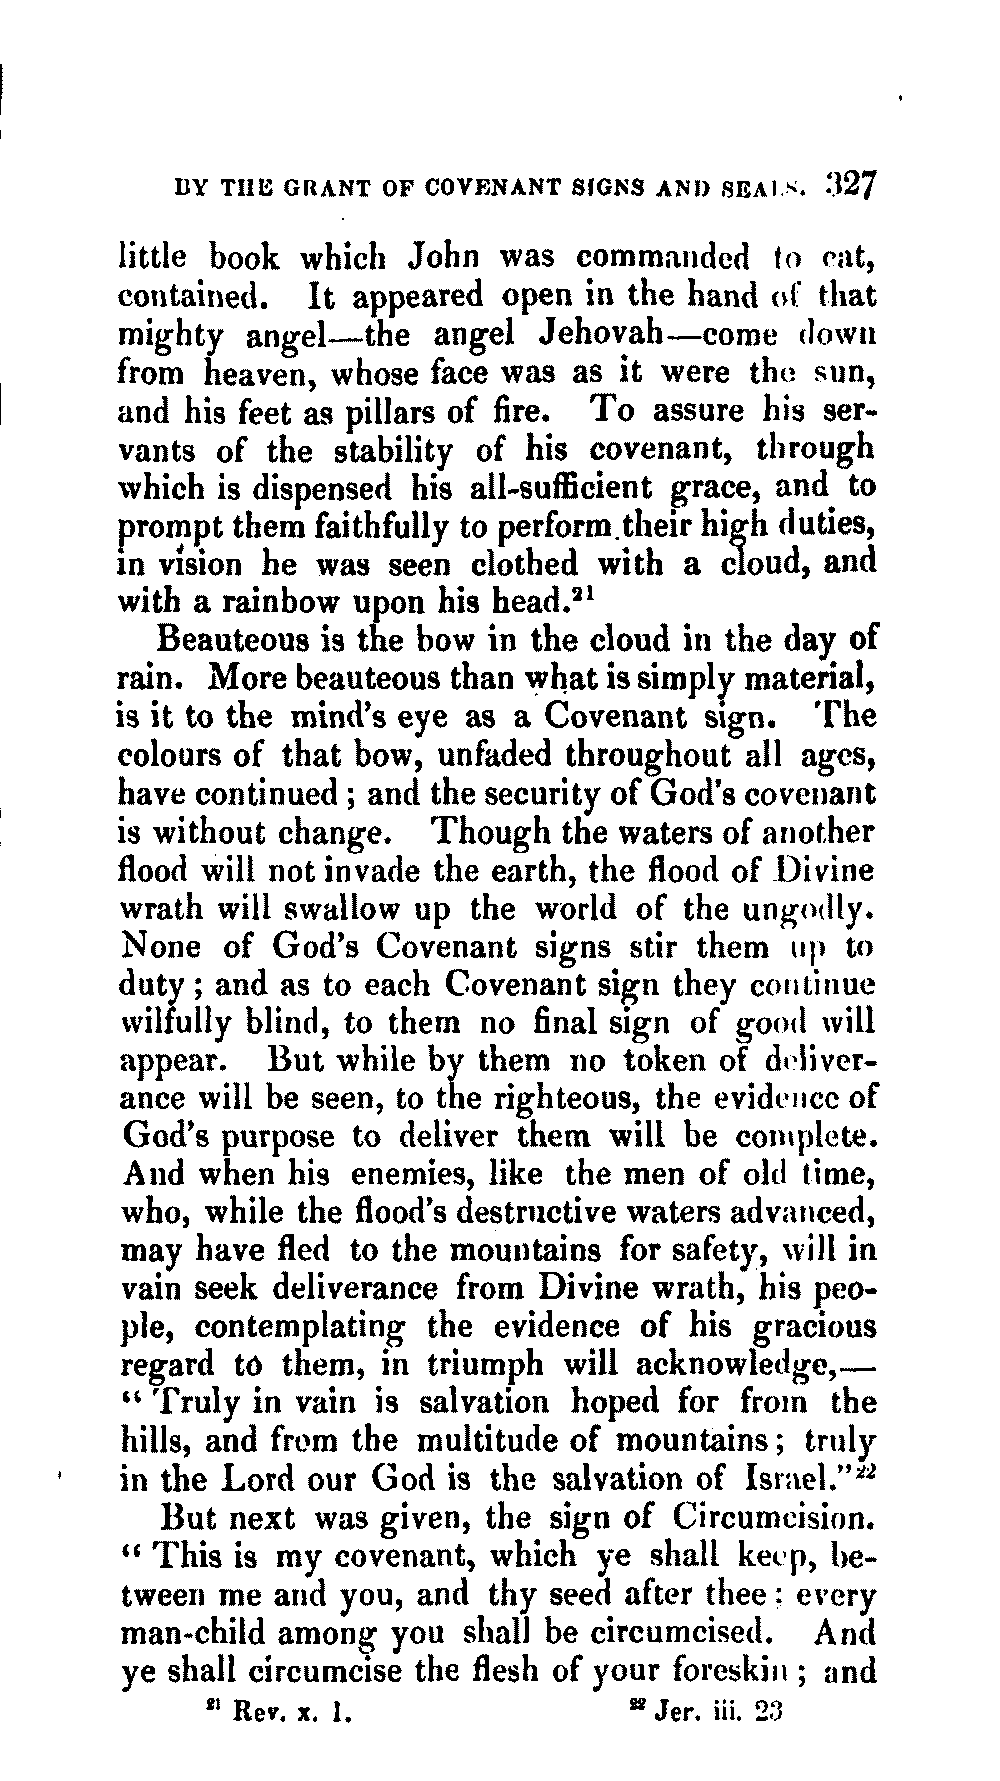 BY THE GRANT OF COVENANT SIGNS AND SEALS. 327
little book which John was commanded to eat,
contained. It appeared open in the hand of that
mighty angel—the angel Jehovah—come down
from heaven, whose face was as it were the sun,
and his feet as pillars of fire. To assure his ser-
vants of the stability of his covenant, through
which is dispensed his all-sufficient grace, and to
prompt them faithfully to perform their high duties,
in vision he was seen clothed with a cloud, and
with a rainbow upon his head.²¹
Beauteous is the bow in the cloud in the day of
rain. More beauteous than what is simply material,
is it to the mind's eye as a Covenant sign. The
colours of that bow, unfaded throughout all ages,
have continued; and the security of God's covenant
is without change. Though the waters of another
flood will not invade the earth, the flood of Divine
wrath will swallow up the world of the ungodly.
None of God's Covenant signs stir them up to
duty; and as to each Covenant sign they continue
wilfully blind, to them no final sign of good will
appear. But while by them no token of deliver-
ance will be seen, to the righteous, the evidence of
God's purpose to deliver them will be complete.
And when his enemies, like the men of old time,
who, while the flood's destructive waters advanced,
may have fled to the mountains for safety, will in
vain seek deliverance from Divine wrath, his peo-
ple, contemplating the evidence of his gracious
regard to them, in triumph will acknowledge,—
"Truly in vain is salvation hoped for from the
hills, and from the multitude of mountains; truly
in the Lord our God is the salvation of Israel."²²
But next was given, the sign of Circumcision.
"This is my covenant, which ye shall keep, be-
tween me and you, and thy seed after thee: every
man-child among you shall be circumcised. And
ye shall circumcise the flesh of your foreskin; and
²¹ Rev. x. 1. ²² Jer. iii. 23